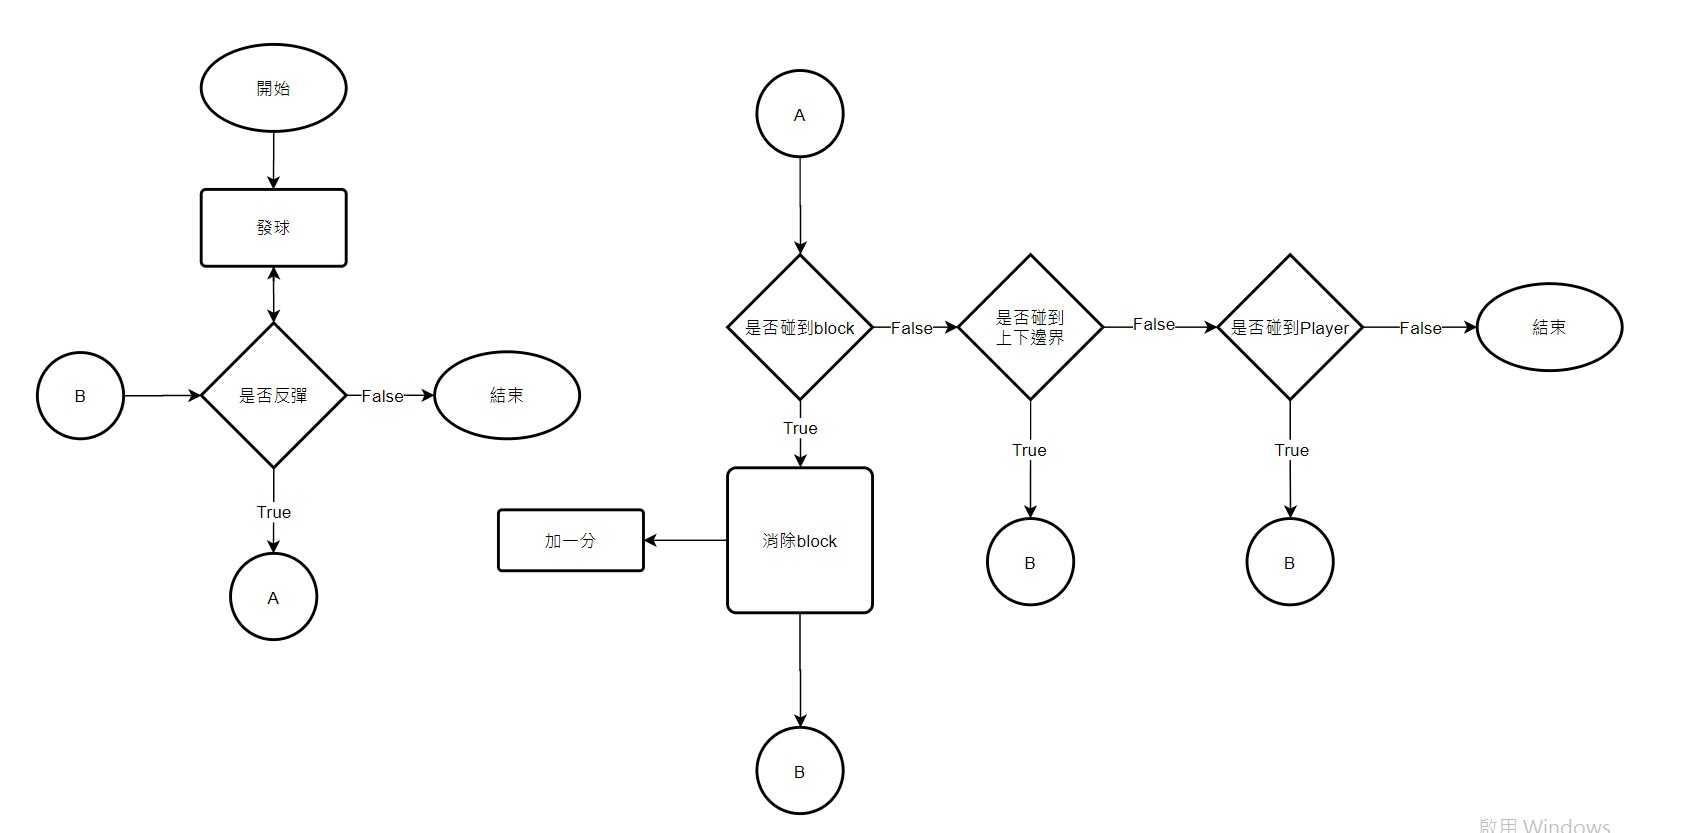 開始
發球
B
是否反彈
False
結束
True
A
A
是否碰到block
False
是否碰到
上下邊界
False
是否碰到Player
False
結束
True
True
True
加一分
消除block
B
B
B
啟用 Windows